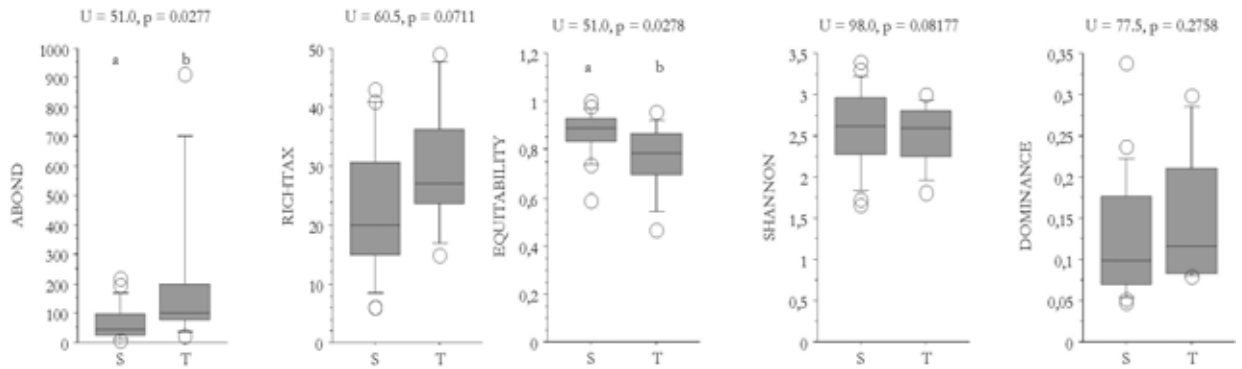 U = 51.0, p = 0.0277
1000
900
800
700
600
500
400
300
200
100
0
ABOND
a
b
S
T
U = 60.5, p = 0.0711
50
40
30
20
10
0
RICHTAX
S
T
U = 51.0, p = 0.0278
1,2
1
0,8
0,6
0,4
0,2
0
EQUITABILITY
a
b
S
T
U = 98.0, p = 0.08177
3,5
3
2,5
2
1,5
1
0,5
0
SHANNON
S
T
U = 77.5, p = 0.2758
0,35
0,3
0,25
0,2
0,15
0,1
0,05
0
DOMINANCE
S
T